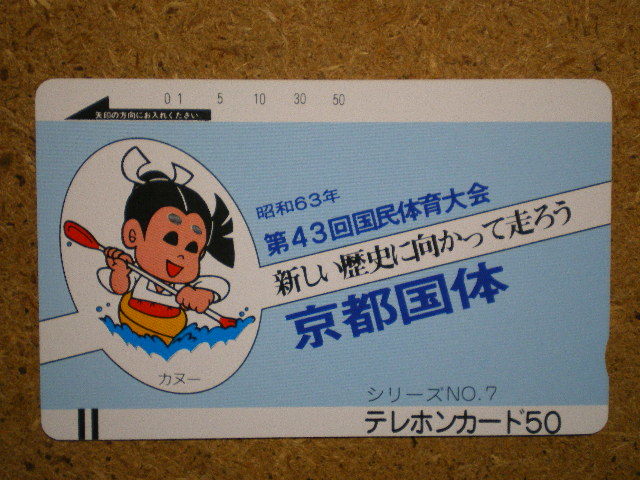 01 5 10 30 50
矢印の方向にお入れください
昭和63年
第43回国民体育大会
新しい歴史に向かって走ろう
京都国体
カヌー
シリーズNO.7
テレホンカード50